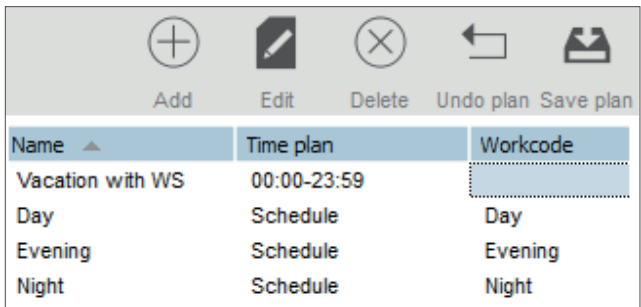 Add Edit Delete Undo plan Save plan
Name Time plan Workcode
Vacation with WS 00:00-23:59
Day Schedule Day
Evening Schedule Evening
Night Schedule Night